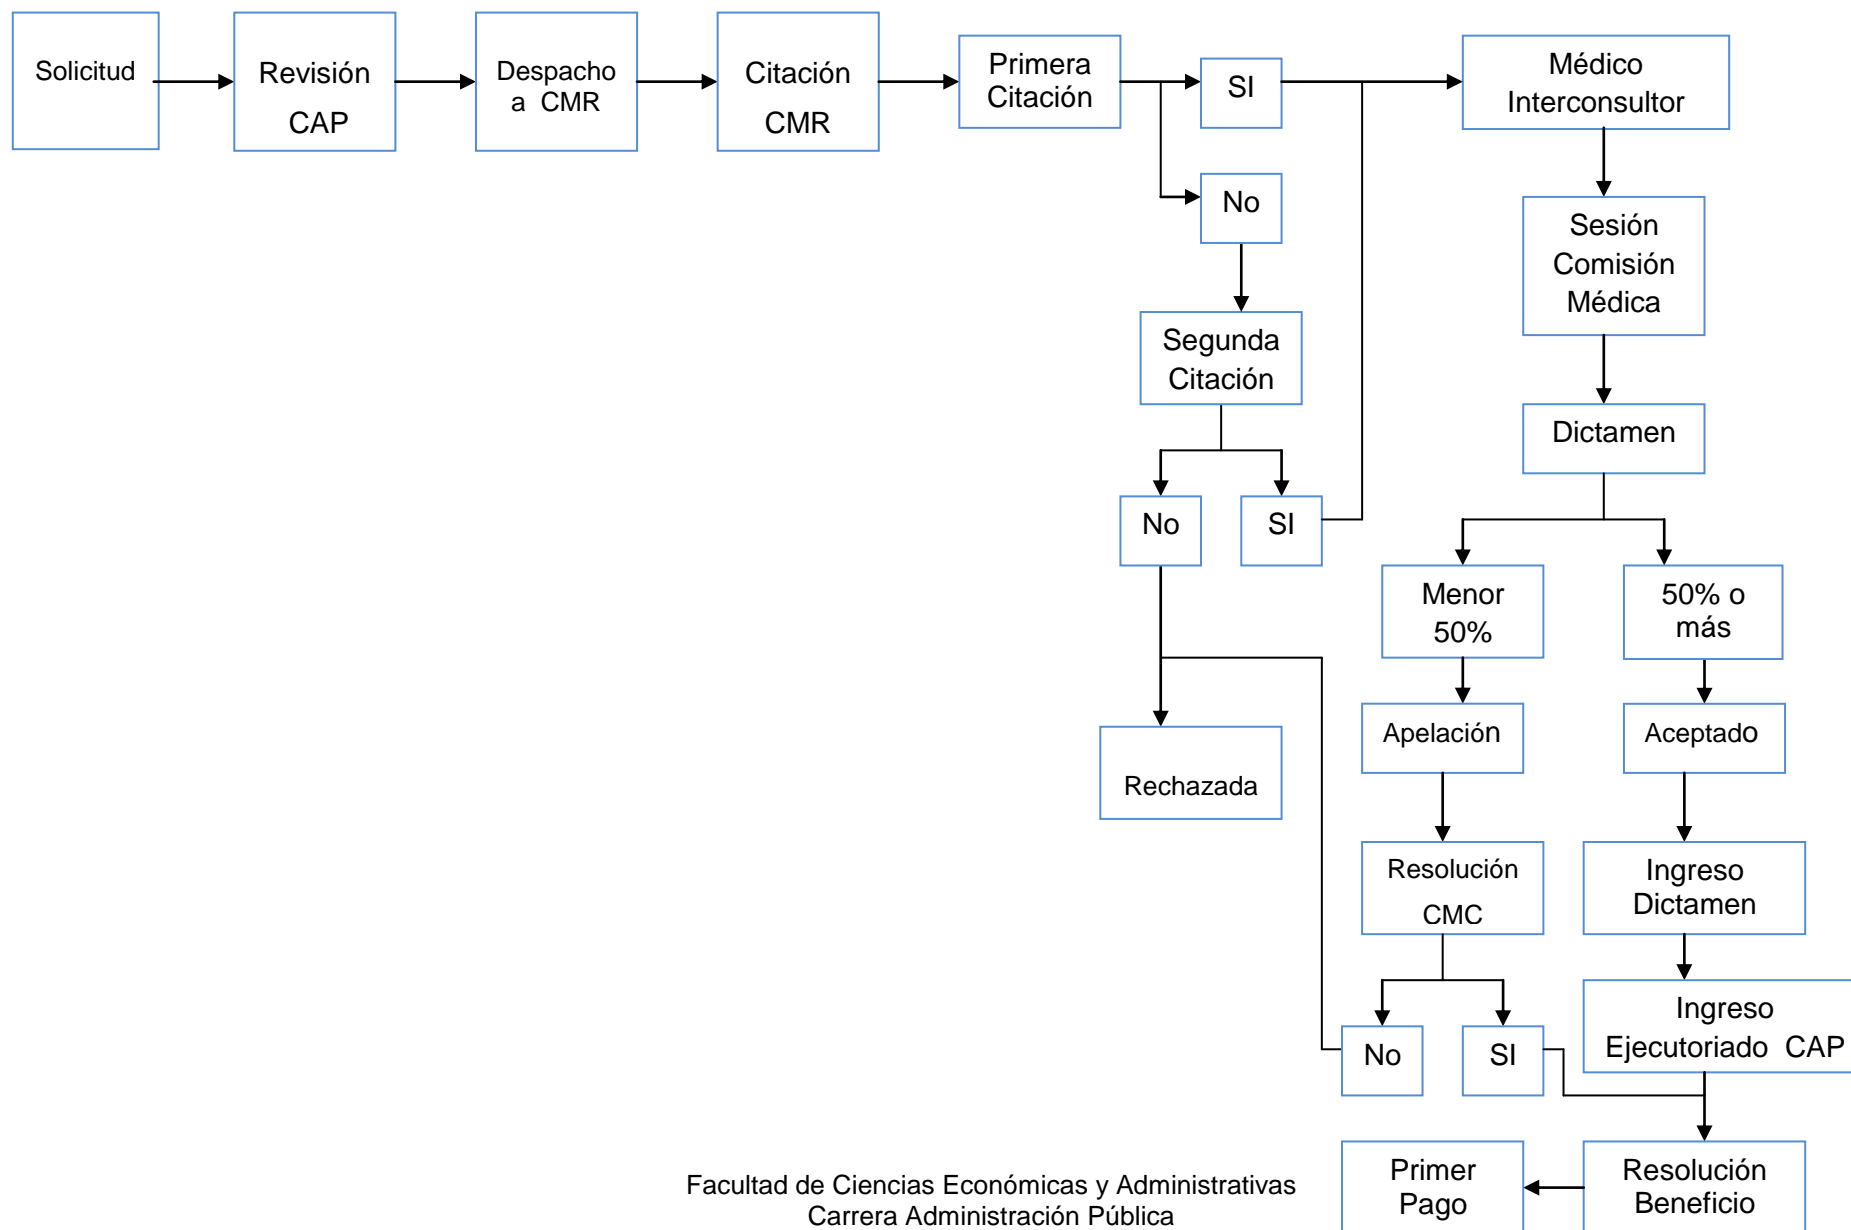 Solicitud
Revisión
CAP
Despacho
a CMR
Citación
CMR
Primera
Citación
SI
Médico
Interconsultor
No
Sesión
Comisión
Médica
Segunda
Citación
Dictamen
No
SI
Menor
50%
50% o
más
Apelación
Aceptado
Rechazada
Resolución
CMC
Ingreso
Dictamen
Ingreso
Ejecutoriado CAP
No
SI
Primer
Pago
Resolución
Beneficio
Facultad de Ciencias Económicas y Administrativas
Carrera Administración Pública